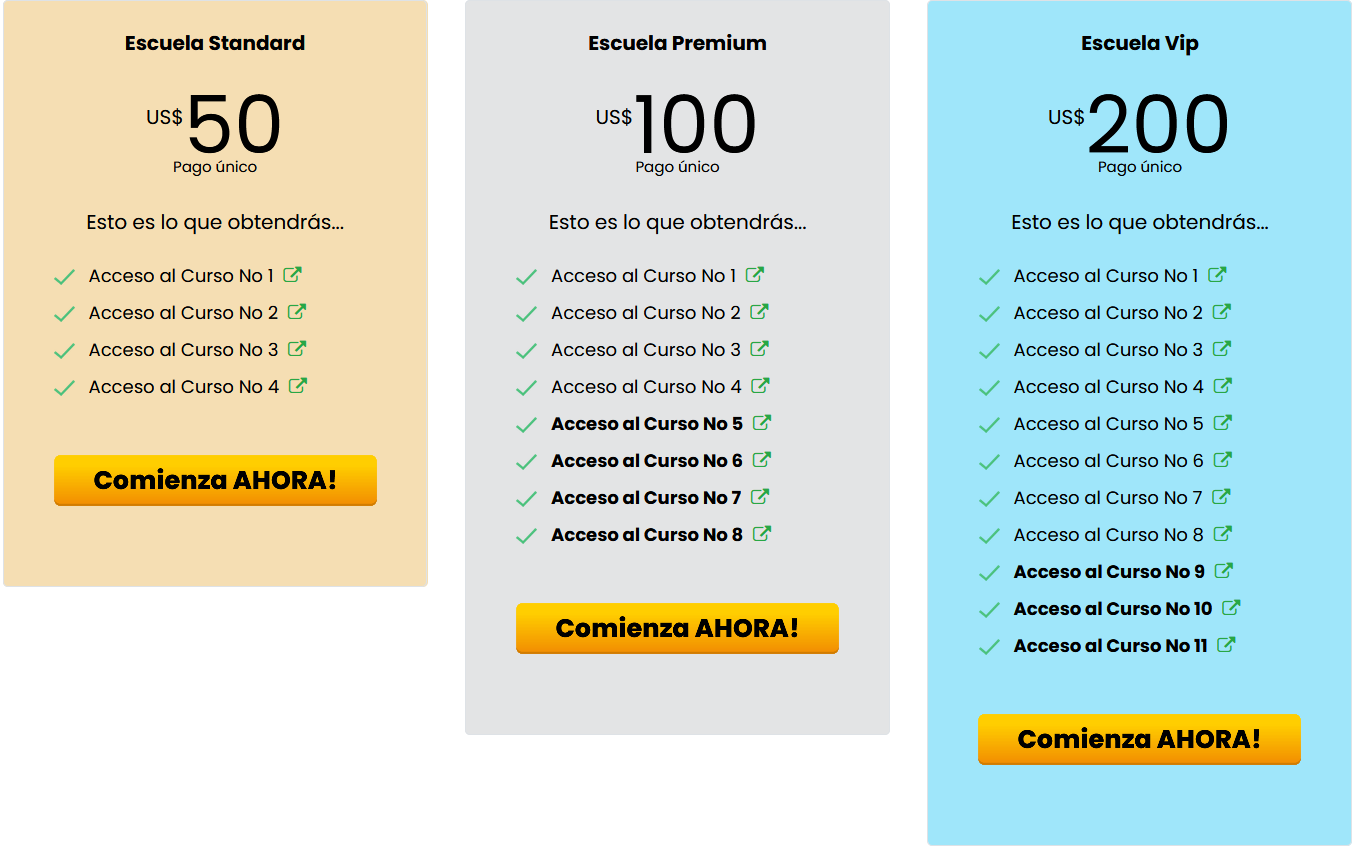 Escuela Standard
US$50
Pago único
Esto es lo que obtendrás...
Acceso al Curso No 1
Acceso al Curso No 2
Acceso al Curso No 3
Acceso al Curso No 4
Comienza AHORA!
Escuela Premium
US$100
Pago único
Esto es lo que obtendrás...
Acceso al Curso No 1
Acceso al Curso No 2
Acceso al Curso No 3
Acceso al Curso No 4
Acceso al Curso No 5
Acceso al Curso No 6
Acceso al Curso No 7
Acceso al Curso No 8
Comienza AHORA!
Escuela Vip
US$200
Pago único
Esto es lo que obtendrás...
Acceso al Curso No 1
Acceso al Curso No 2
Acceso al Curso No 3
Acceso al Curso No 4
Acceso al Curso No 5
Acceso al Curso No 6
Acceso al Curso No 7
Acceso al Curso No 8
Acceso al Curso No 9
Acceso al Curso No 10
Acceso al Curso No 11
Comienza AHORA!